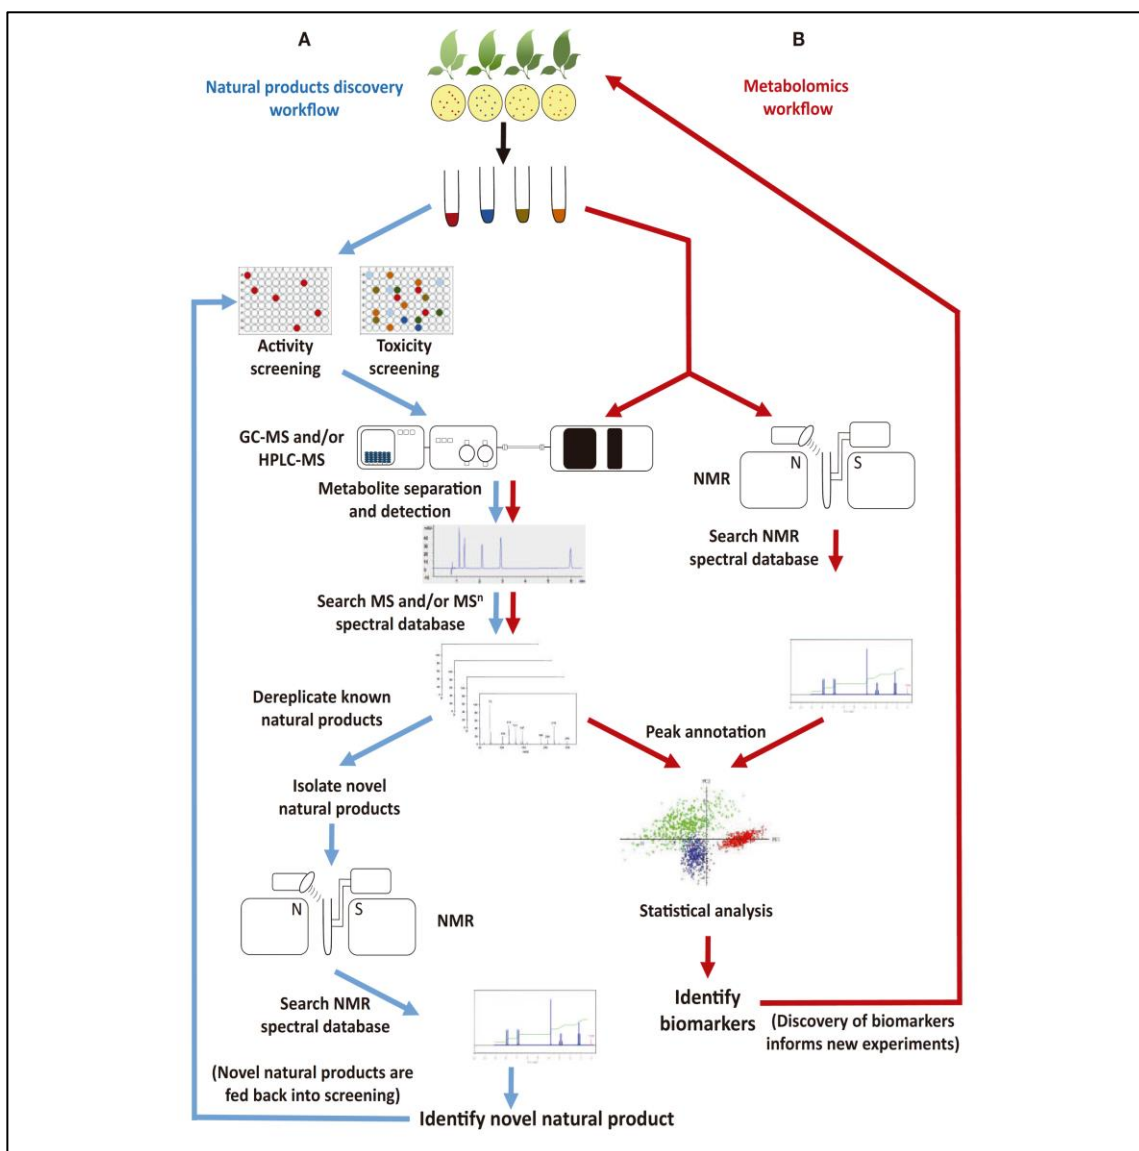 A
B
Natural products discovery
workflow
Metabolomics
workflow
Activity
screening
Toxicity
screening
GC-MS and/or
HPLC-MS
N
S
NMR
Metabolite separation
and detection
Search NMR
spectral database
Search MS and/or MSⁿ
spectral database
Dereplicate known
natural products
Peak annotation
Isolate novel
natural products
PC2
PC1
N
S
NMR
Statistical analysis
Search NMR
spectral database
Identify
biomarkers
(Discovery of biomarkers
informs new experiments)
(Novel natural products are
fed back into screening)
Identify novel natural product